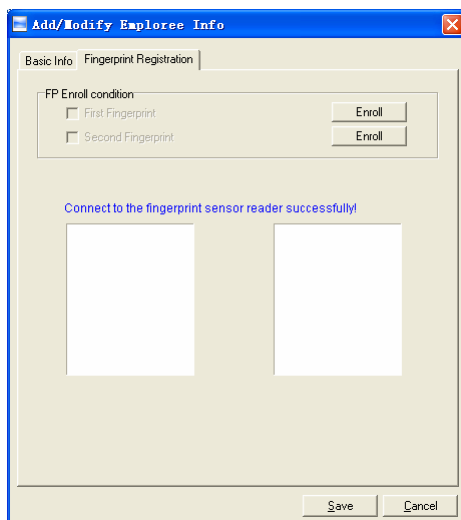 Add/Modify Emploree Info
Basic Info Fingerprint Registration
FP Enroll condition
First Fingerprint Enroll
Second Fingerprint Enroll
Connect to the fingerprint sensor reader successfully!
Save Cancel